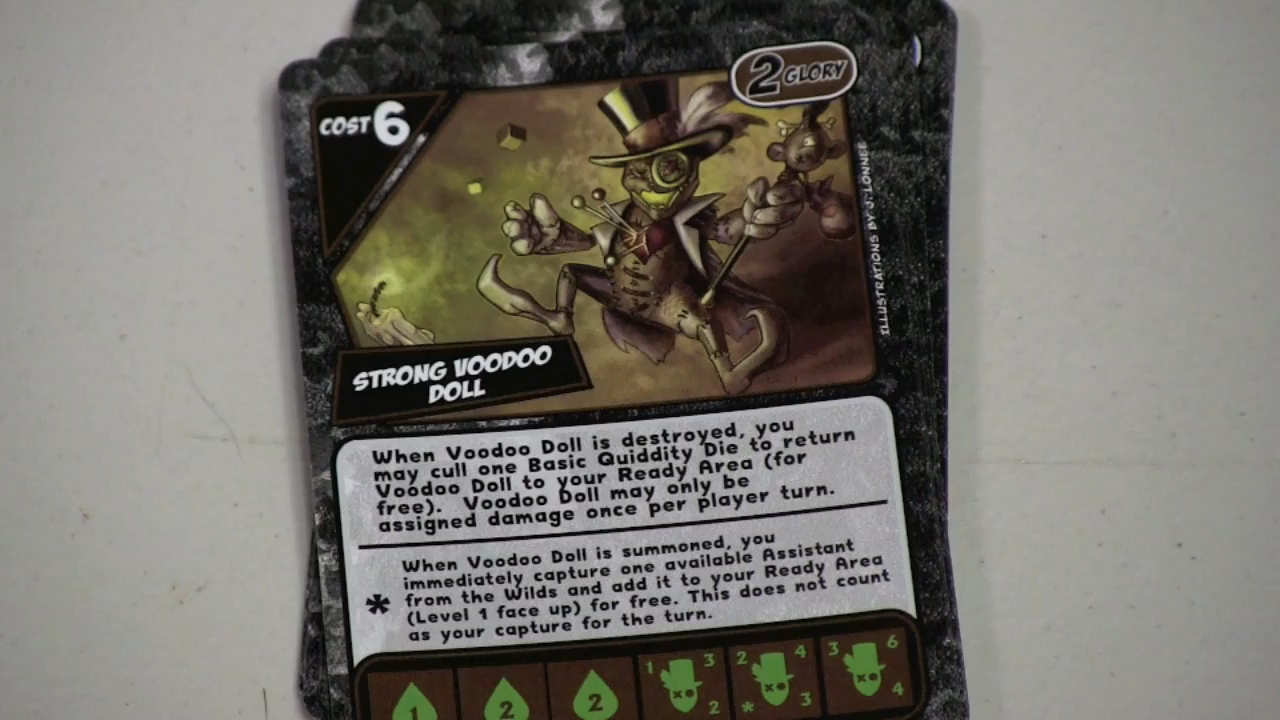 2 GLORY
COST 6
ILLUSTRATIONS BY J. LONNEE
STRONG VOODOO
DOLL
When Voodoo Doll is destroyed, you
may cull one Basic Quiddity Die to return
Voodoo Doll to your Ready Area (for
free). Voodoo Doll may only be
assigned damage once per player turn.
When Voodoo Doll is summoned, you
immediately capture one available Assistant
* from the Wilds and add it to your Ready Area
(Level 1 face up) for free. This does not count
as your capture for the turn.
1 2 2 1 3 2 2 4 * 3 3 6 4